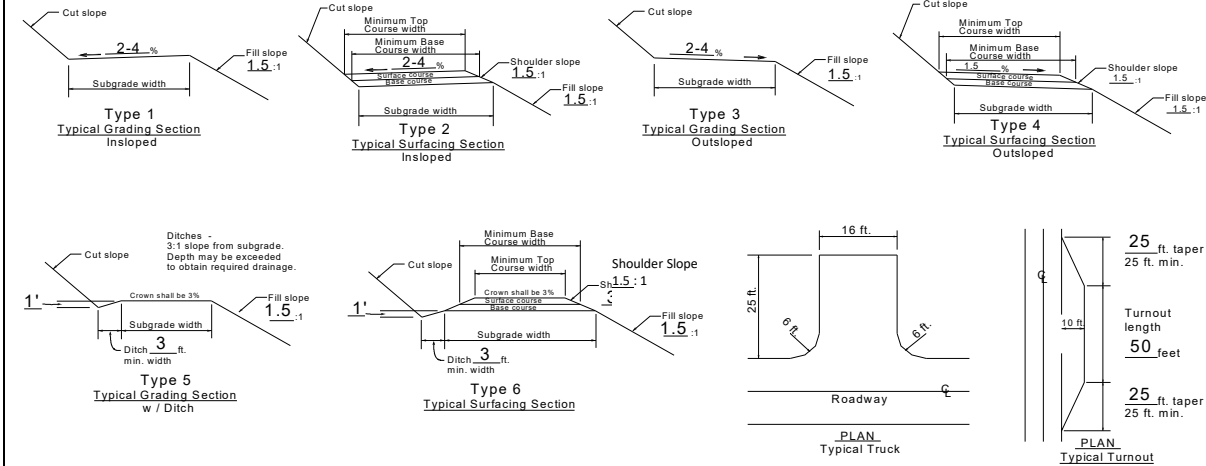 Cut slope
2-4 %
Fill slope
1.5 :1
Subgrade width
Type 1
Typical Grading Section
Insloped
Cut slope
Minimum Top
Course width
Minimum Base
Course width
2-4 %
Surface course
Base course
Shoulder slope
1.5 :1
Fill slope
1.5 :1
Subgrade width
Type 2
Typical Surfacing Section
Insloped
Cut slope
2-4 %
Fill slope
1.5 :1
Subgrade width
Type 3
Typical Grading Section
Outsloped
Cut slope
Minimum Top
Course width
Minimum Base
Course width
1.5 %
Surface course
Base course
Shoulder slope
1.5 :1
Fill slope
1.5 :1
Subgrade width
Type 4
Typical Surfacing Section
Outsloped
Ditches -
3:1 slope from subgrade.
Depth may be exceeded
to obtain required drainage.
Cut slope
1'
Crown shall be 3%
Fill slope
1.5 :1
Subgrade width
Ditch 3 ft.
min. width
Type 5
Typical Grading Section
w / Ditch
Minimum Base
Course width
Minimum Top
Course width
Cut slope
Shoulder Slope
Sh
1.5 : 1
1'
Crown shall be 3%
Surface course
Base course
Fill slope
1.5 :1
Subgrade width
Ditch 3 ft.
min. width
Type 6
Typical Surfacing Section
16 ft.
25 ft.
6 ft.
6 ft.
Roadway
PLAN
Typical Truck
25 ft. taper
25 ft. min.
10 ft.
Turnout
length
50 feet
25 ft. taper
25 ft. min.
PLAN
Typical Turnout